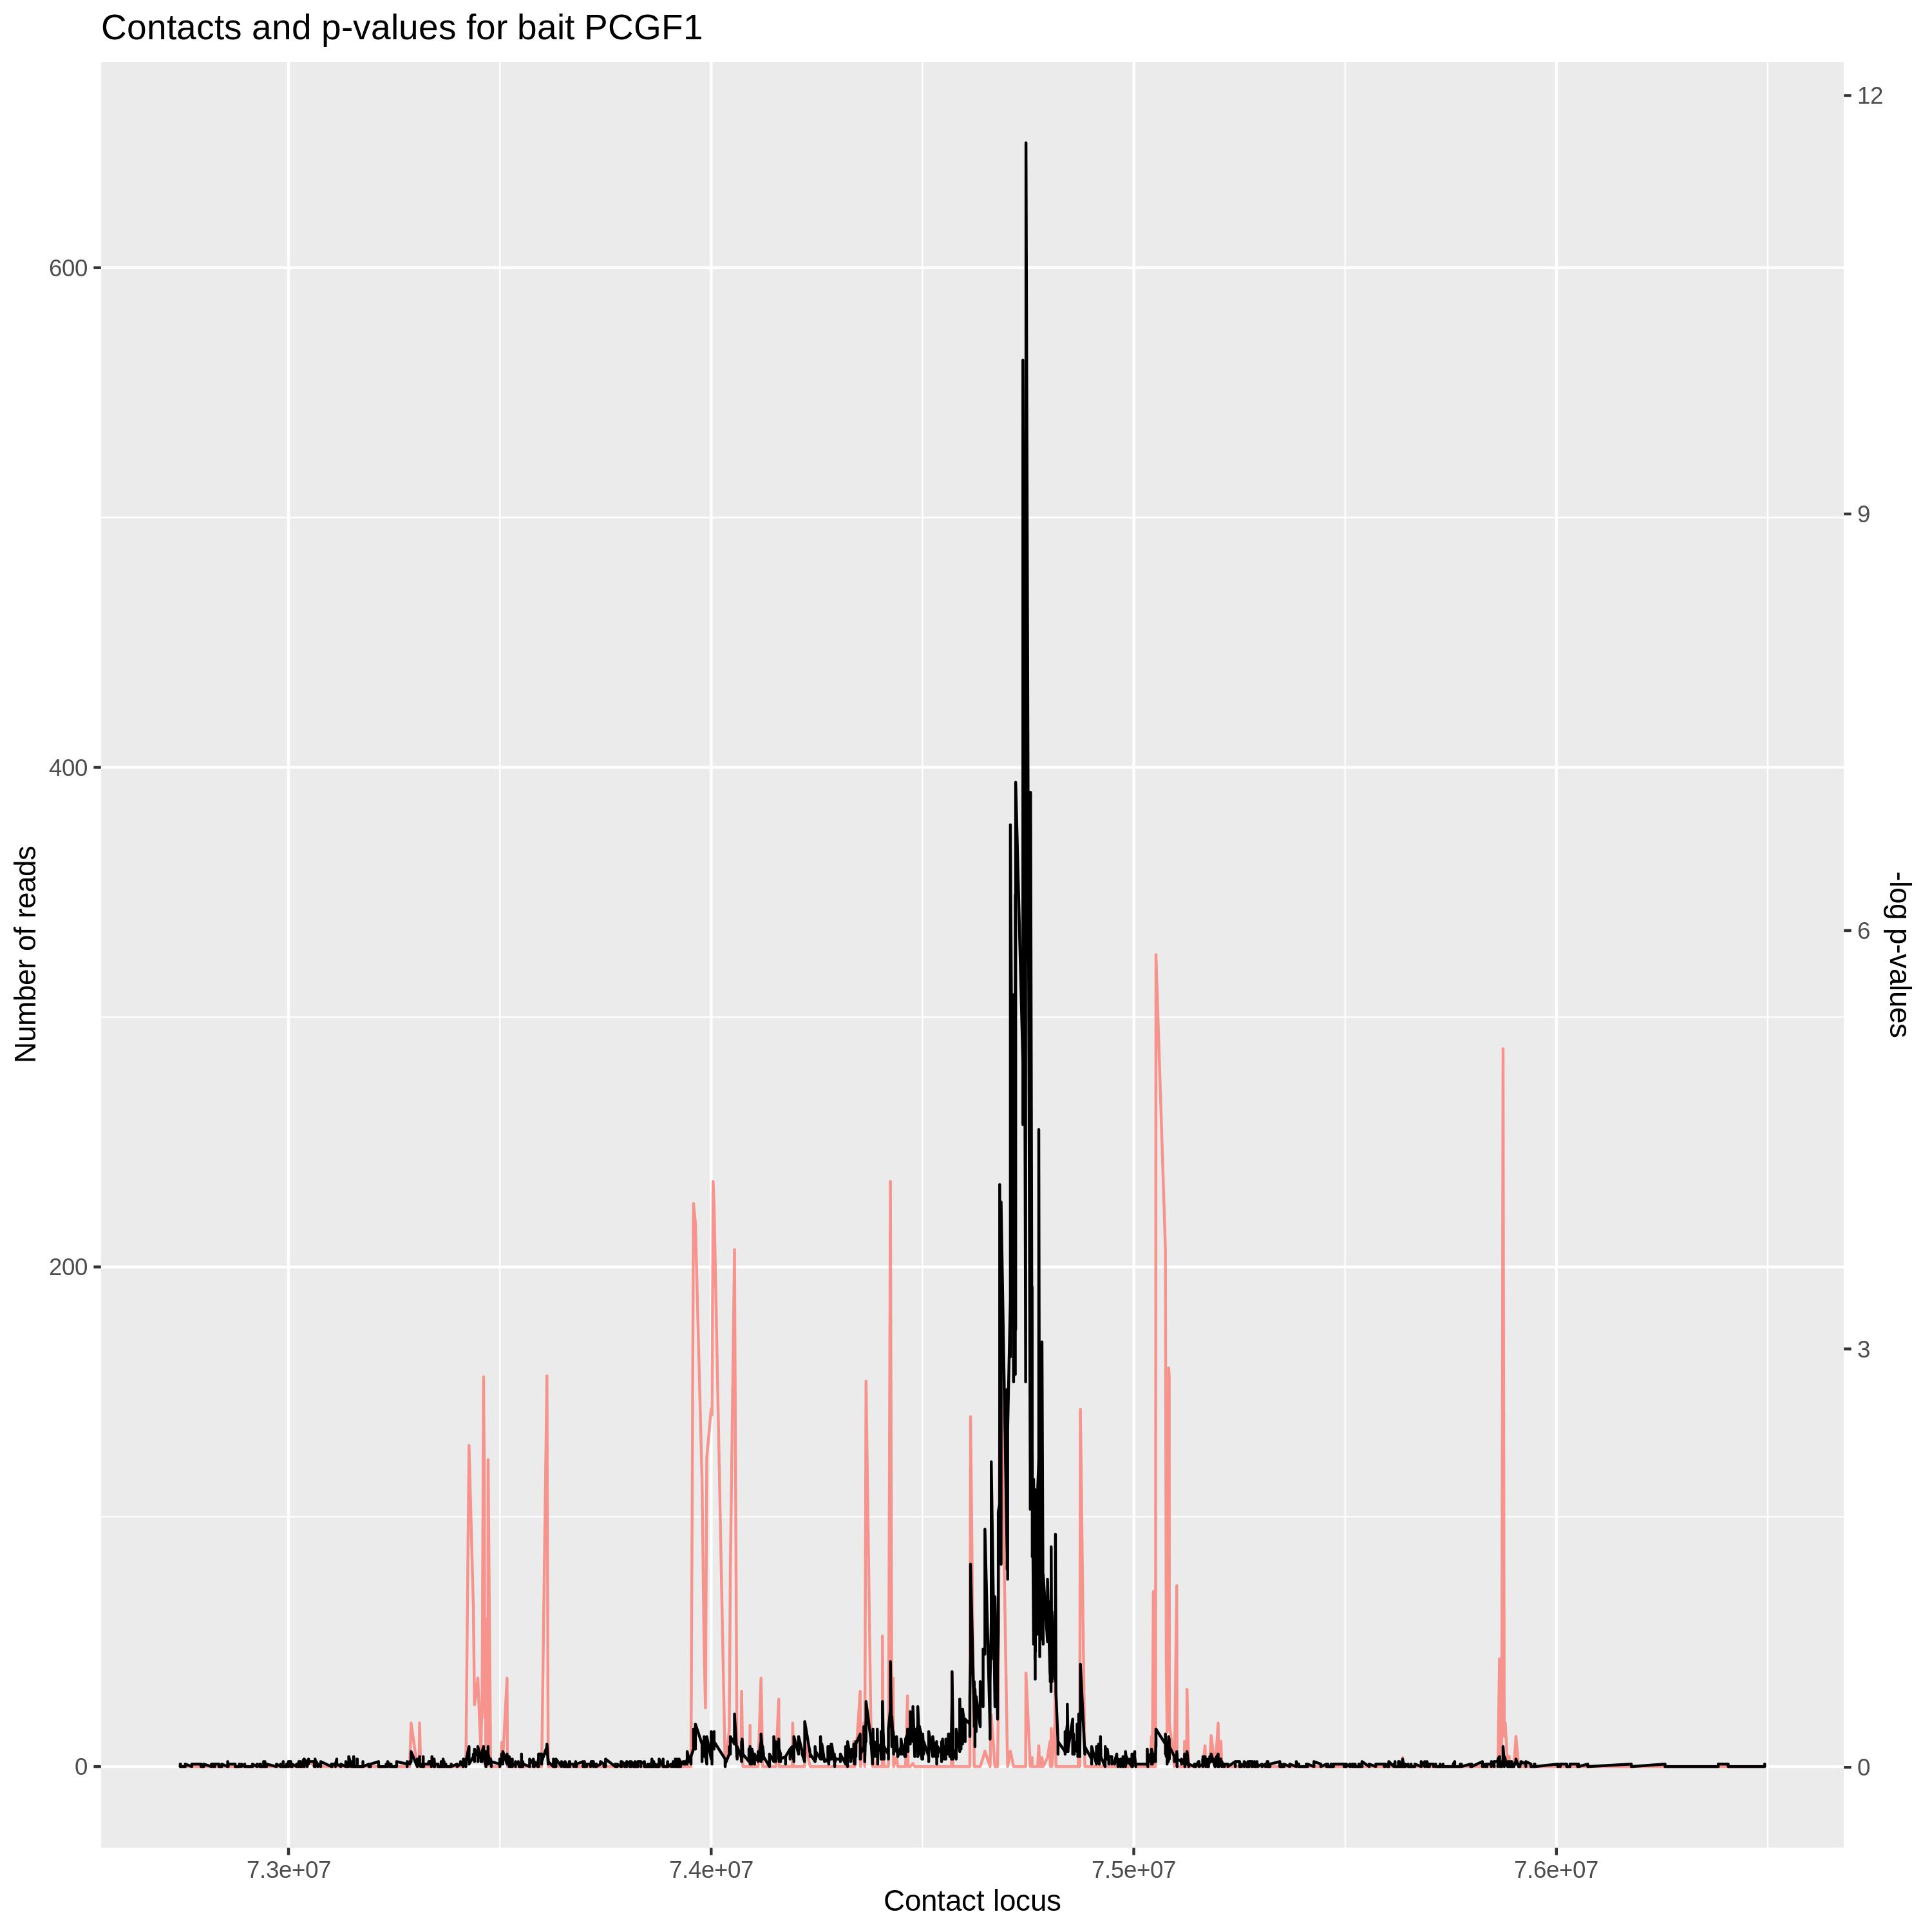 Contacts and p-values for bait PCGF1
12
600
9
400
Number of reads
-log p-values
6
200
3
0
0
7.3e+07
7.4e+07
7.5e+07
7.6e+07
Contact locus